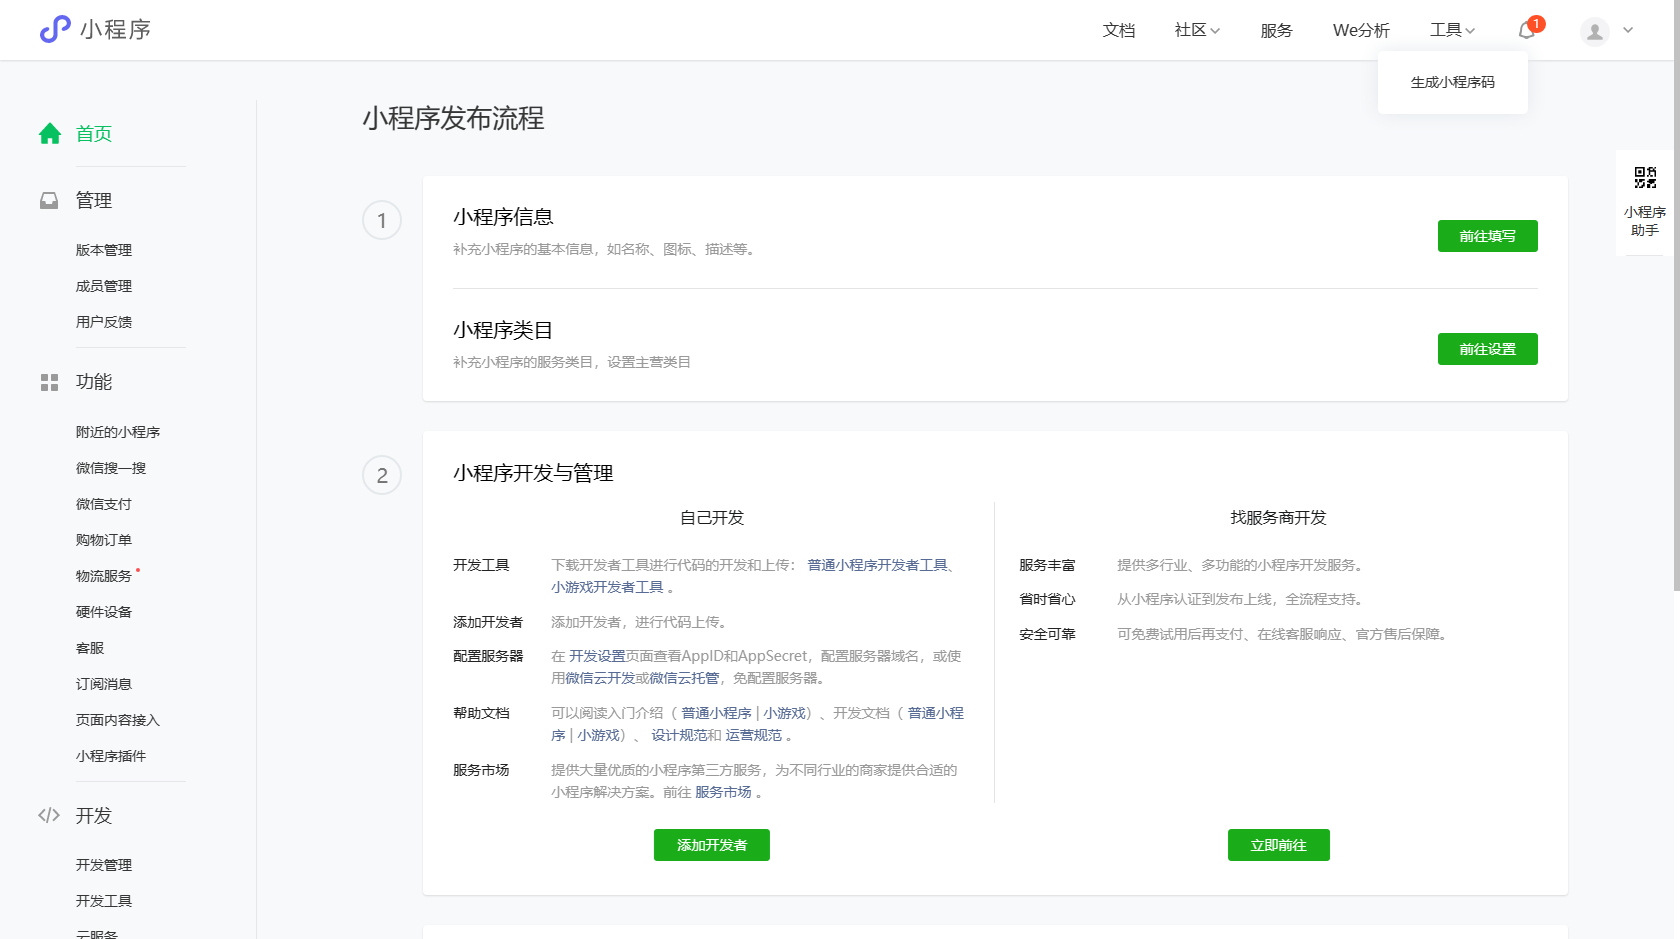 小程序
文档
社区
服务
We分析
工具
1
生成小程序码
首页
管理
版本管理
成员管理
用户反馈
功能
附近的小程序
微信搜一搜
微信支付
购物订单
物流服务
硬件设备
客服
订阅消息
页面内容接入
小程序插件
开发
开发管理
开发工具
云服务
小程序发布流程
1
小程序信息
补充小程序的基本信息，如名称、图标、描述等。
前往填写
小程序类目
补充小程序的服务类目，设置主营类目
前往设置
2
小程序开发与管理
自己开发
开发工具
下载开发者工具进行代码的开发和上传： 普通小程序开发者工具、
小游戏开发者工具 。
添加开发者
添加开发者，进行代码上传。
配置服务器
在 开发设置页面查看AppID和AppSecret，配置服务器域名，或使
用微信云开发或微信云托管，免配置服务器。
帮助文档
可以阅读入门介绍（ 普通小程序 | 小游戏）、开发文档（ 普通小程
序 | 小游戏）、 设计规范和 运营规范 。
服务市场
提供大量优质的小程序第三方服务，为不同行业的商家提供合适的
小程序解决方案。前往 服务市场 。
添加开发者
找服务商开发
服务丰富
提供多行业、多功能的小程序开发服务。
省时省心
从小程序认证到发布上线，全流程支持。
安全可靠
可免费试用后再支付、在线客服响应、官方售后保障。
立即前往
小程序
助手